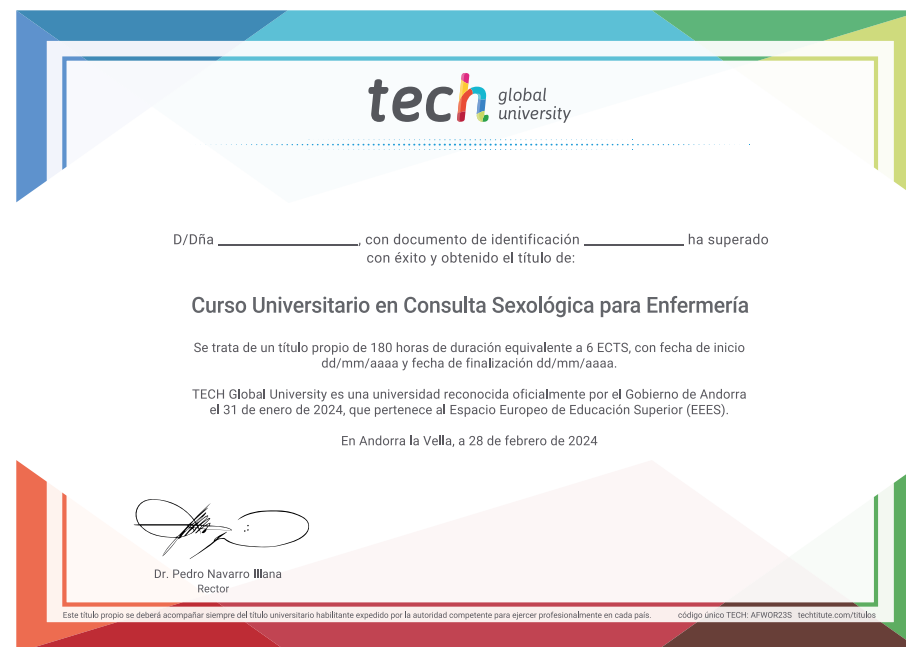 tech global university
D/Dña ____________________, con documento de identificación ______________ ha superado
con éxito y obtenido el título de:
Curso Universitario en Consulta Sexológica para Enfermería
Se trata de un título propio de 180 horas de duración equivalente a 6 ECTS, con fecha de inicio
dd/mm/aaaa y fecha de finalización dd/mm/aaaa.
TECH Global University es una universidad reconocida oficialmente por el Gobierno de Andorra
el 31 de enero de 2024, que pertenece al Espacio Europeo de Educación Superior (EEES).
En Andorra la Vella, a 28 de febrero de 2024
Dr. Pedro Navarro Illana
Rector
Este título propio se deberá acompañar siempre del título universitario habilitante expedido por la autoridad competente para ejercer profesionalmente en cada país. código único TECH: AFWOR23S techtitute.com/titulos